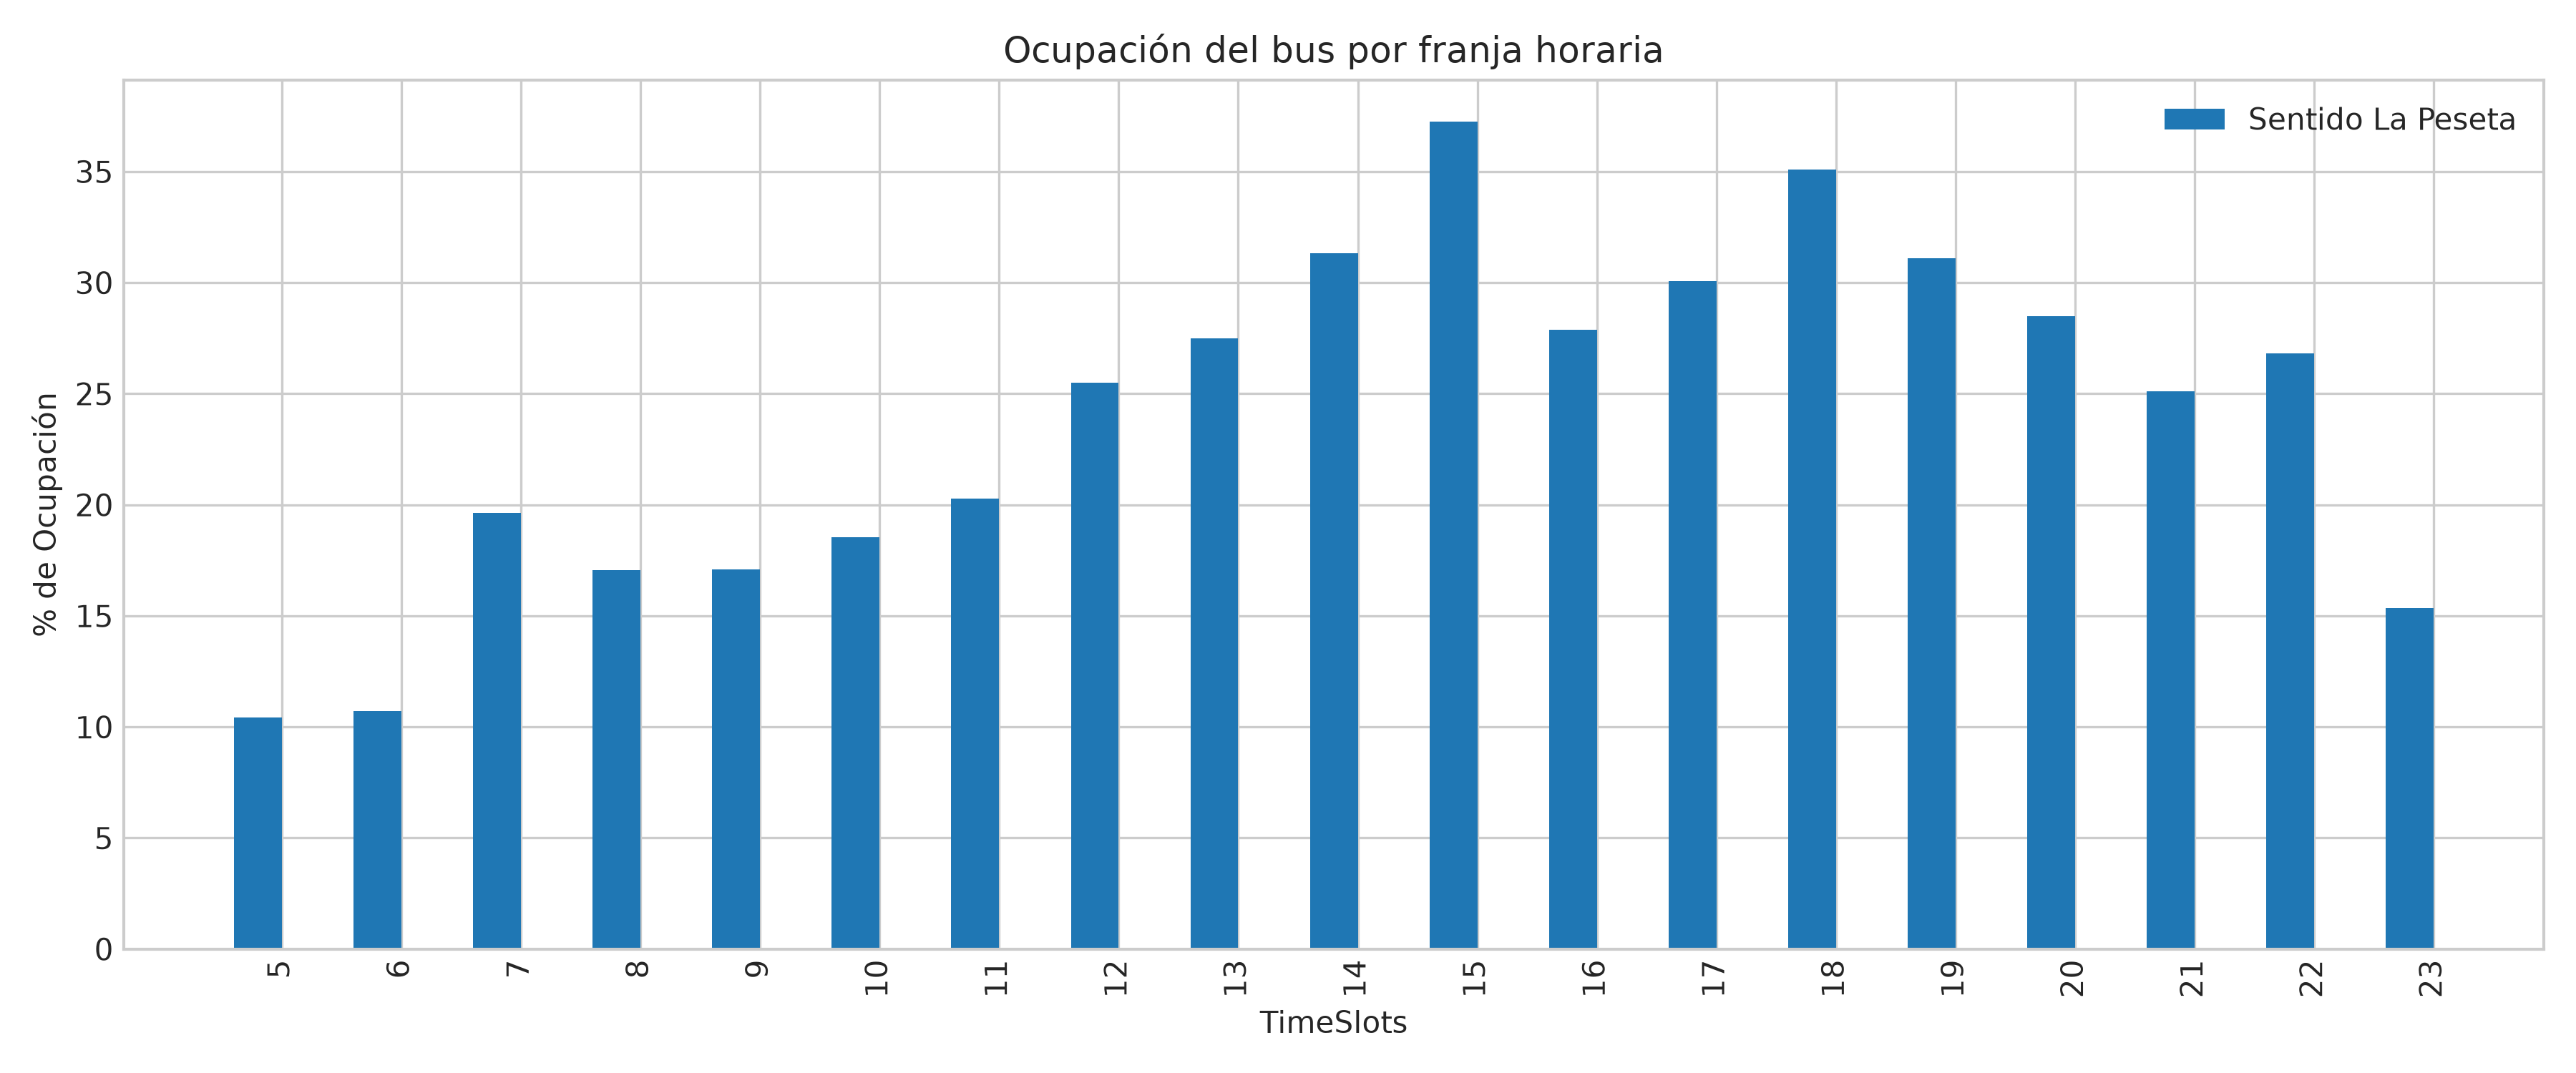 Ocupación del bus por franja horaria
Sentido La Peseta
% de Ocupación
35
30
25
20
15
10
5
0
5 6 7 8 9 10 11 12 13 14 15 16 17 18 19 20 21 22 23
TimeSlots